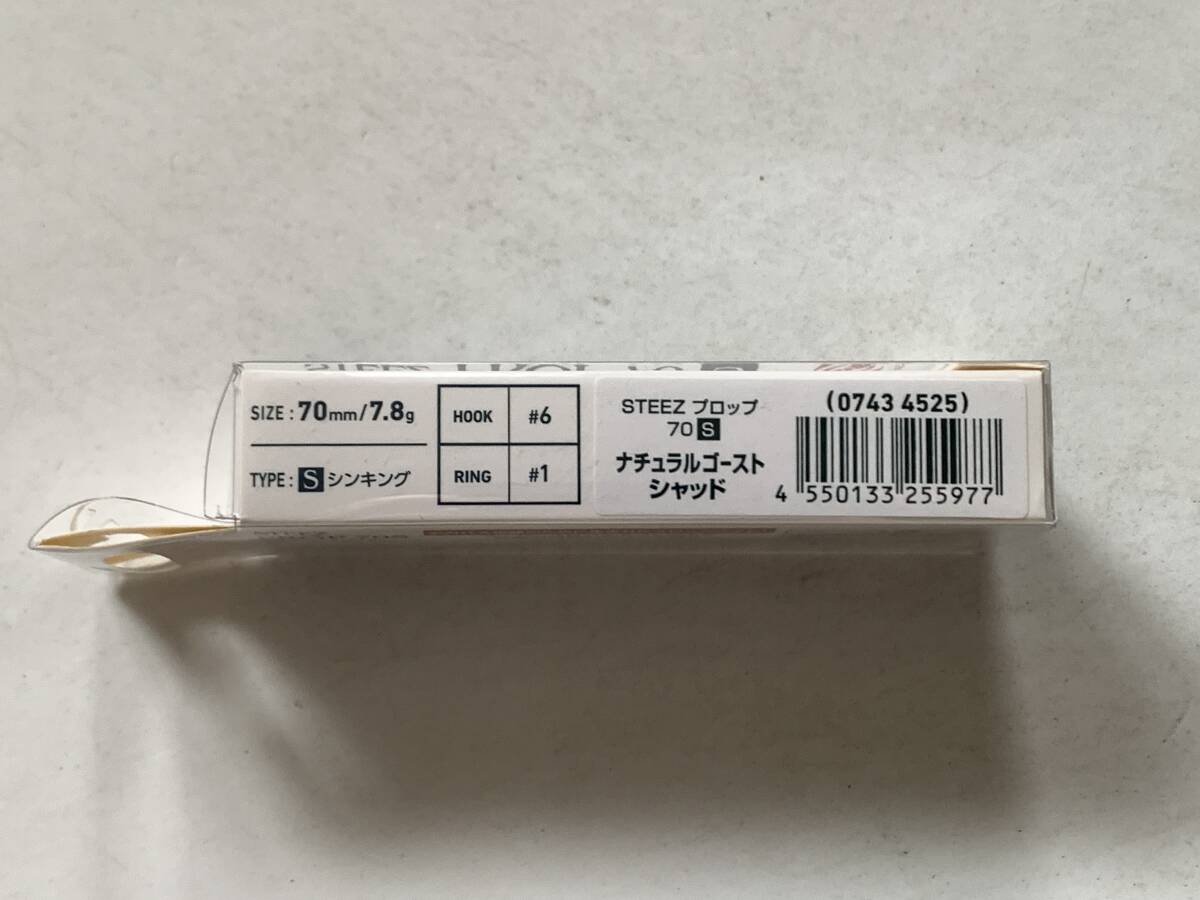 SIZE : 70mm/7.8g
TYPE : S シンキング
HOOK #6
RING #1
STEEZ プロップ
70 S
ナチュラルゴースト
シャッド
(0743 4525)
4 550133 255977